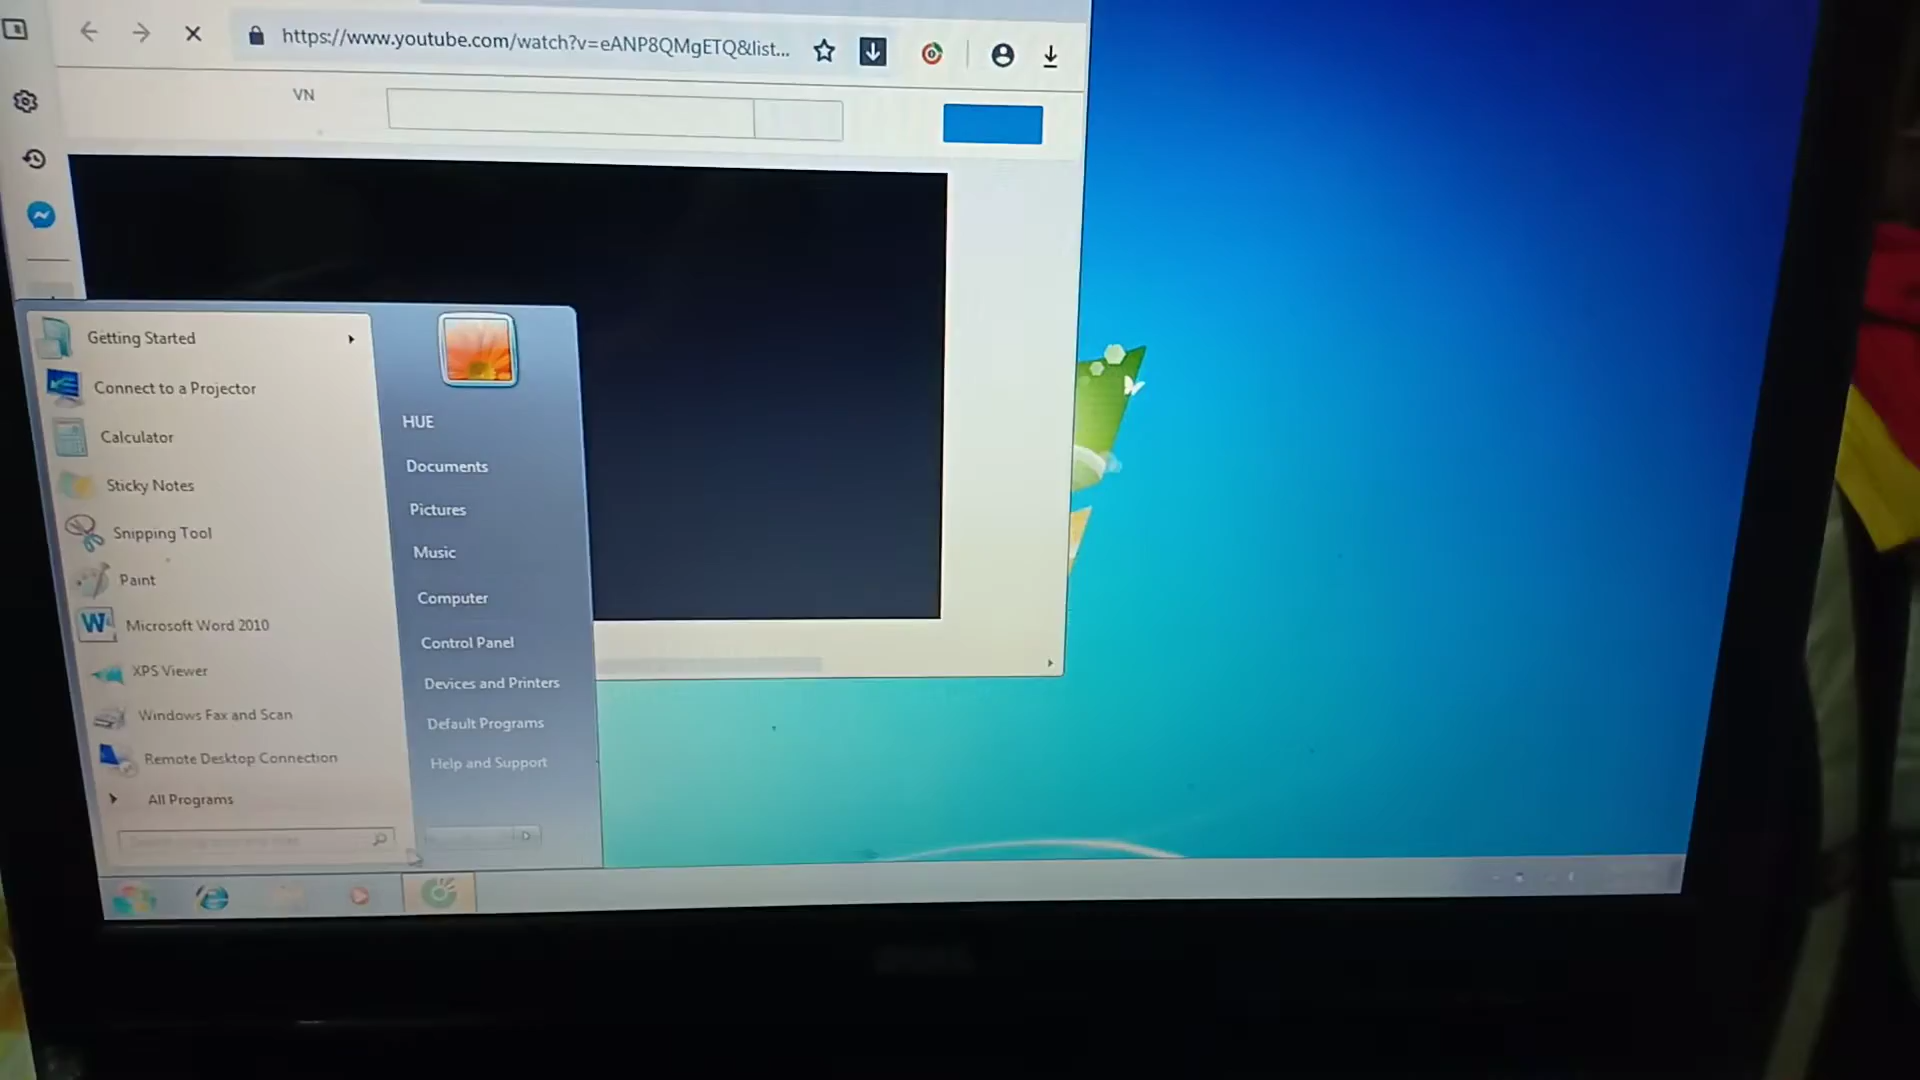 https://www.youtube.com/watch?v=eANP8QMgETQ&list...
VN
Getting Started
Connect to a Projector
Calculator
Sticky Notes
Snipping Tool
Paint
Microsoft Word 2010
XPS Viewer
Windows Fax and Scan
Remote Desktop Connection
All Programs
HUE
Documents
Pictures
Music
Computer
Control Panel
Devices and Printers
Default Programs
Help and Support